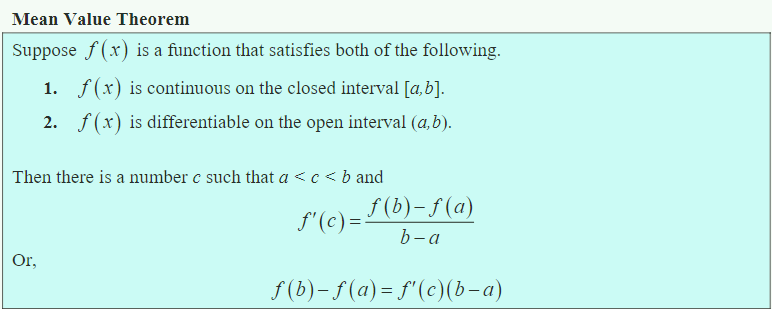 Mean Value Theorem
Suppose f(x) is a function that satisfies both of the following.
1. f(x) is continuous on the closed interval [a,b].
2. f(x) is differentiable on the open interval (a,b).
Then there is a number c such that a < c < b and
f'(c) = (f(b) − f(a)) / (b − a)
Or,
f(b) − f(a) = f'(c)(b − a)